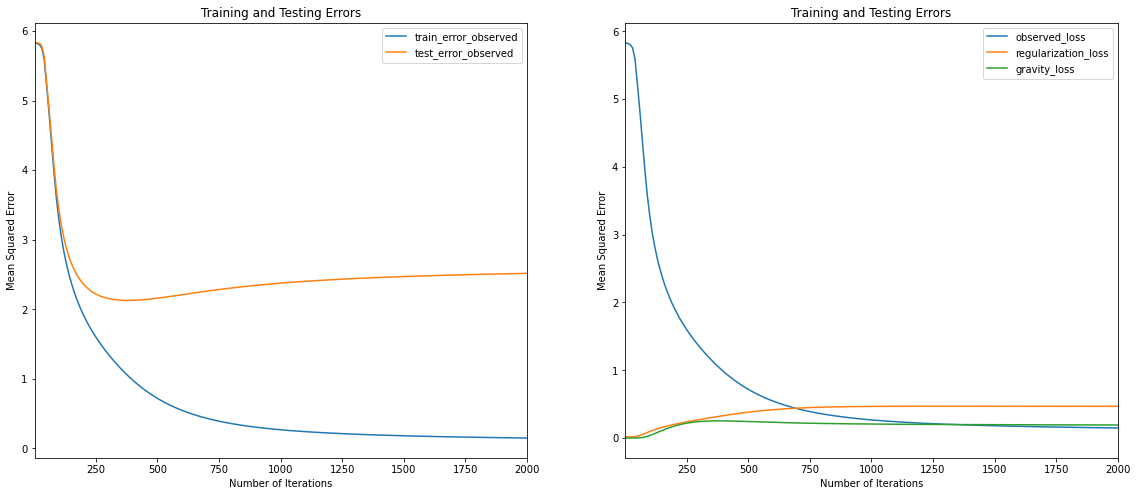 Training and Testing Errors
train_error_observed
test_error_observed
Mean Squared Error
6
5
4
3
2
1
0
250
500
750
1000
1250
1500
1750
2000
Number of Iterations
Training and Testing Errors
observed_loss
regularization_loss
gravity_loss
Mean Squared Error
6
5
4
3
2
1
0
250
500
750
1000
1250
1500
1750
2000
Number of Iterations